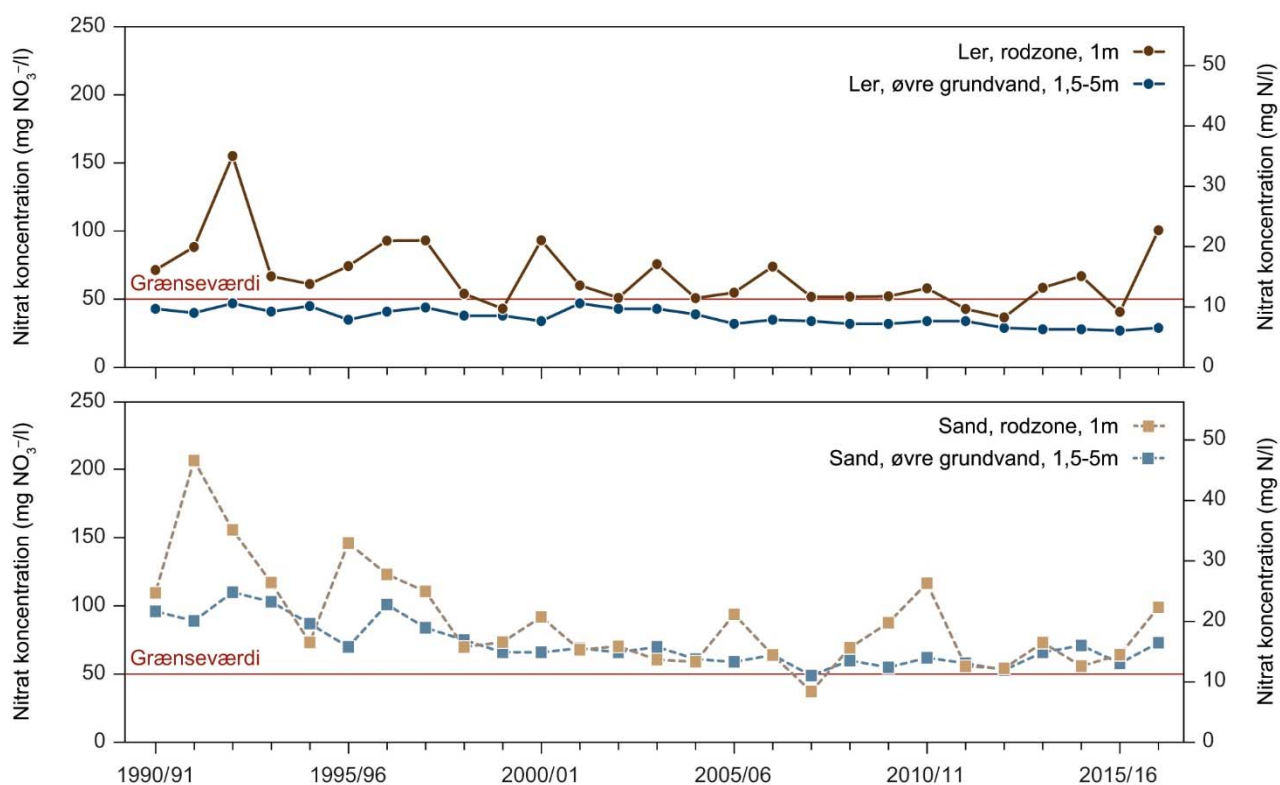 Nitrat koncentration (mg NO₃⁻/l)
250
200
150
100
50
0
Grænseværdi
Ler, rodzone, 1m
Ler, øvre grundvand, 1,5-5m
50
40
30
20
10
0
Nitrat koncentration (mg N/l)
Nitrat koncentration (mg NO₃⁻/l)
250
200
150
100
50
0
Grænseværdi
Sand, rodzone, 1m
Sand, øvre grundvand, 1,5-5m
50
40
30
20
10
0
Nitrat koncentration (mg N/l)
1990/91 1995/96 2000/01 2005/06 2010/11 2015/16